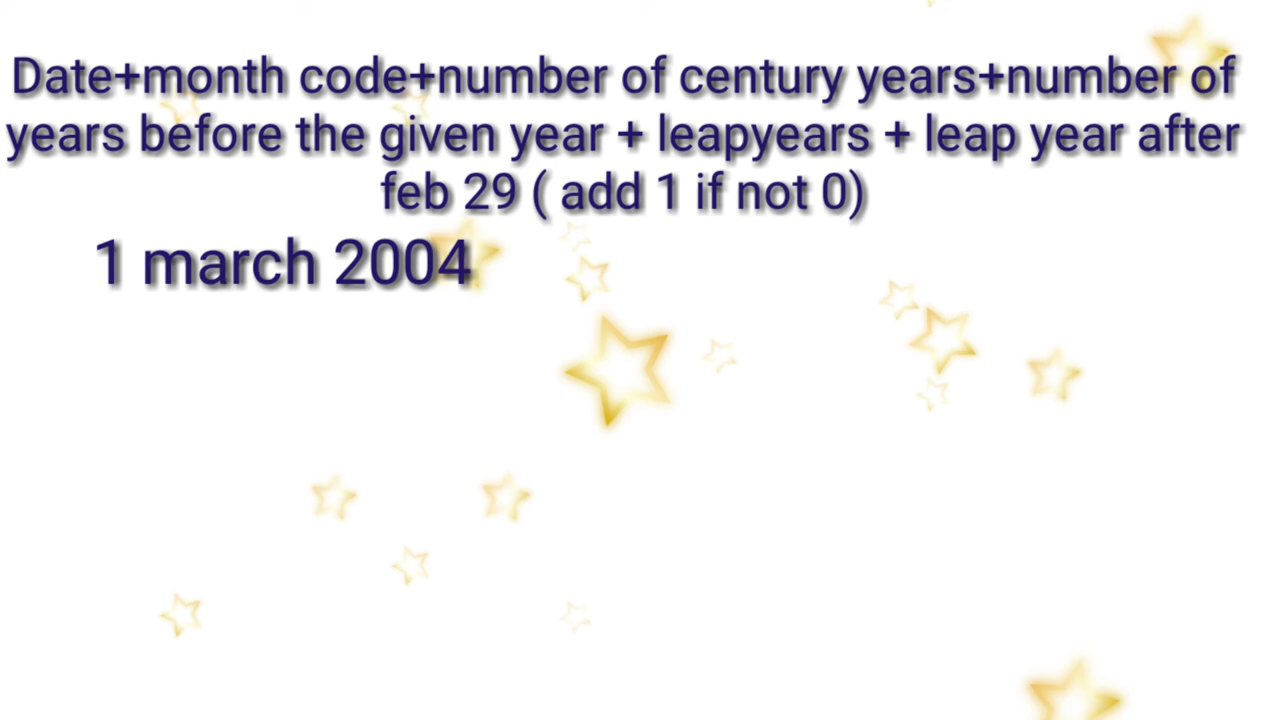 Date+month code+number of century years+number of
years before the given year + leapyears + leap year after
feb 29 ( add 1 if not 0)
1 march 2004